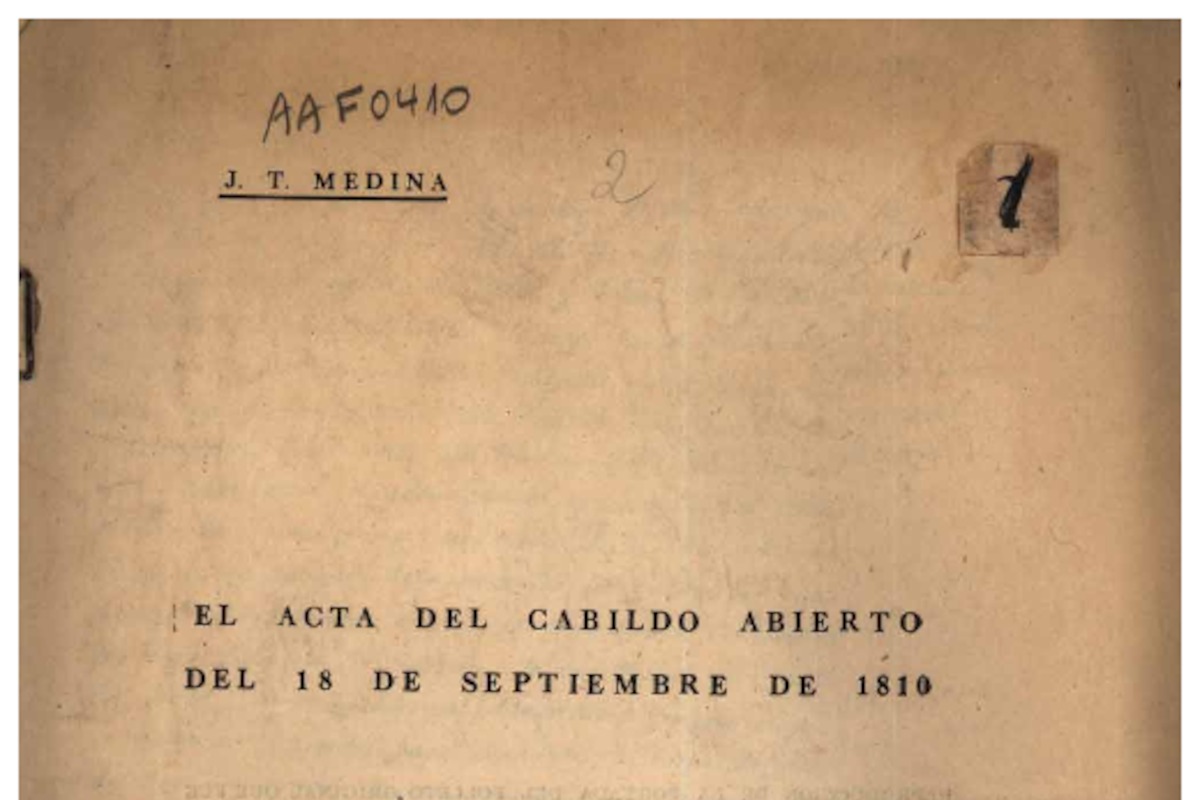 AAF0410
J. T. MEDINA
2
1
EL ACTA DEL CABILDO ABIERTO
DEL 18 DE SEPTIEMBRE DE 1810